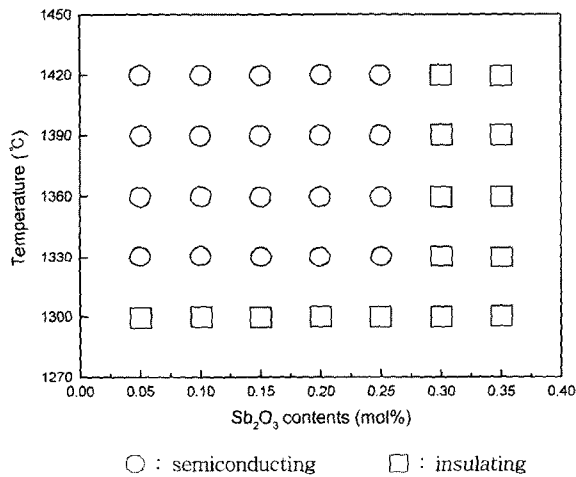 1450
1420
1390
1360
1330
1300
1270
Temperature (℃)
0.00 0.05 0.10 0.15 0.20 0.25 0.30 0.35 0.40
Sb₂O₃ contents (mol%)
○ : semiconducting □ : insulating